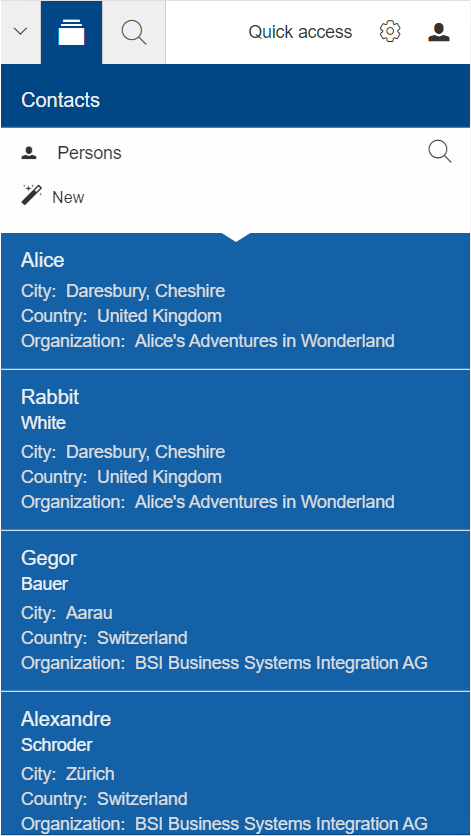 Quick access
Contacts
Persons
New
Alice
City: Daresbury, Cheshire
Country: United Kingdom
Organization: Alice's Adventures in Wonderland
Rabbit
White
City: Daresbury, Cheshire
Country: United Kingdom
Organization: Alice's Adventures in Wonderland
Gegor
Bauer
City: Aarau
Country: Switzerland
Organization: BSI Business Systems Integration AG
Alexandre
Schroder
City: Zürich
Country: Switzerland
Organization: BSI Business Systems Integration AG